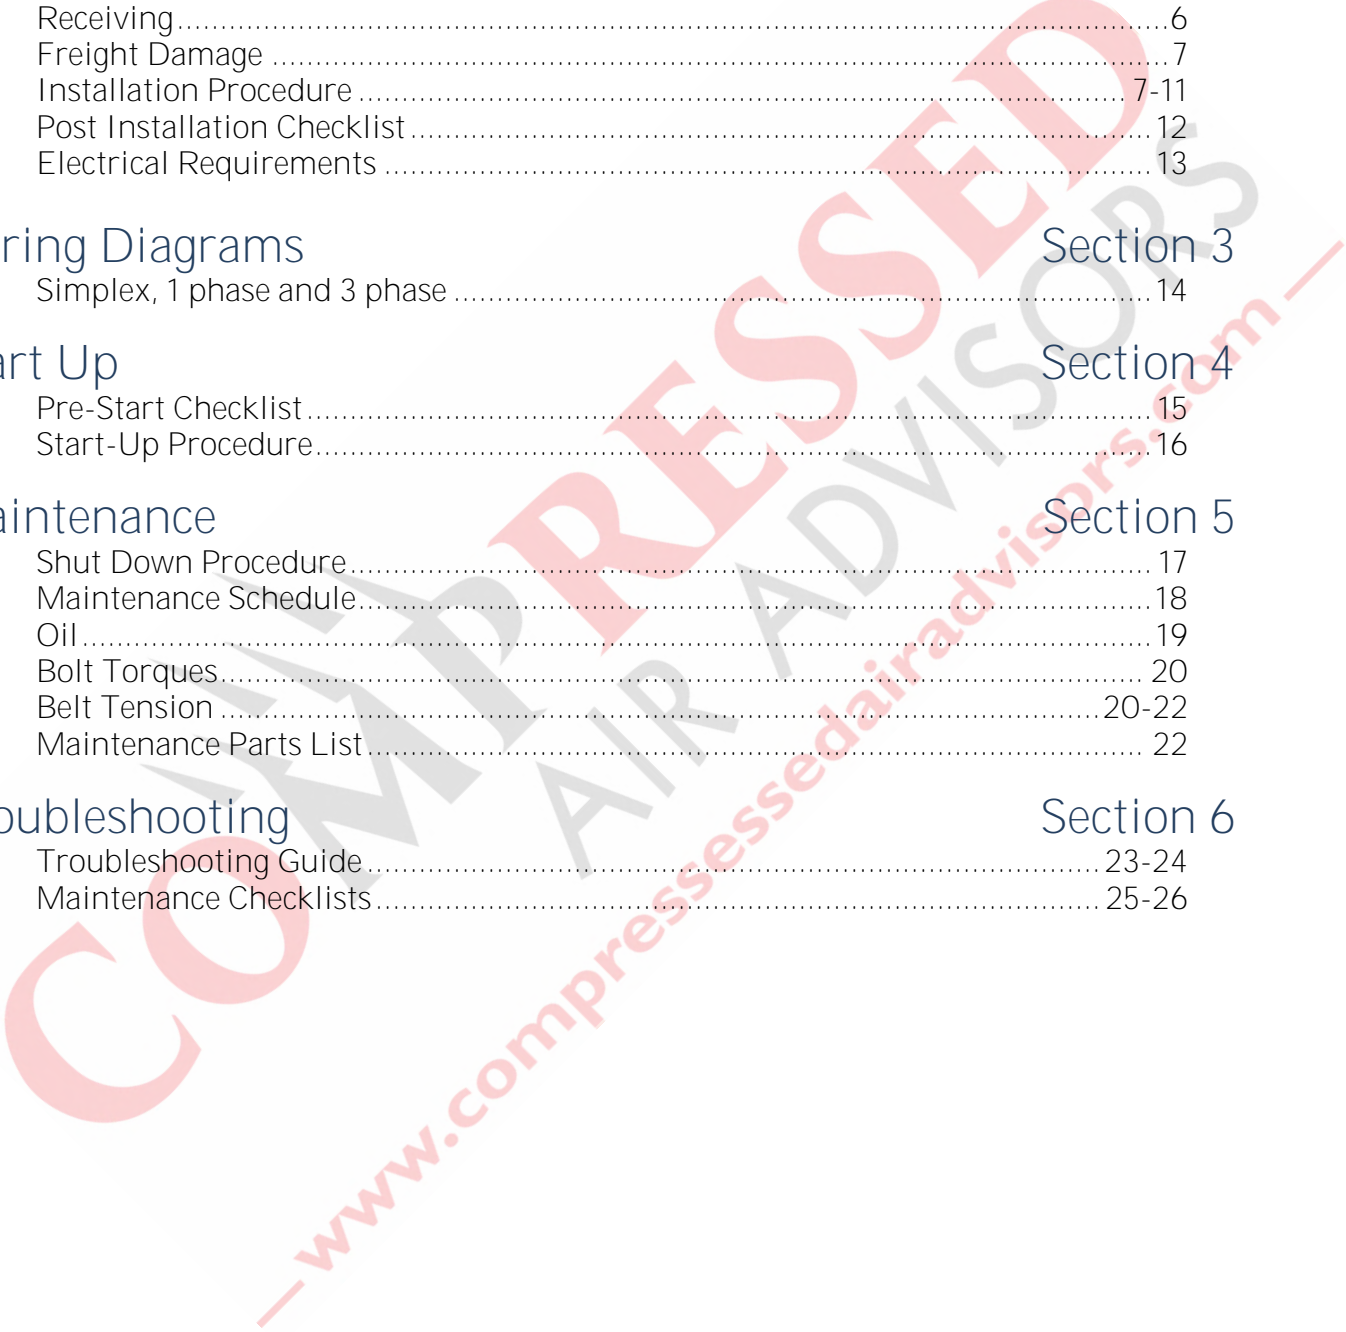 Receiving........6
Freight Damage........7
Installation Procedure........7-11
Post Installation Checklist........12
Electrical Requirements........13
ring Diagrams Section 3
Simplex, 1 phase and 3 phase........14
art Up Section 4
Pre-Start Checklist........15
Start-Up Procedure........16
aintenance Section 5
Shut Down Procedure........17
Maintenance Schedule........18
Oil........19
Bolt Torques........20
Belt Tension........20-22
Maintenance Parts List........22
oubleshooting Section 6
Troubleshooting Guide........23-24
Maintenance Checklists........25-26
COMPRESSED
AIR ADVISORS
www.compressedairadvisors.com